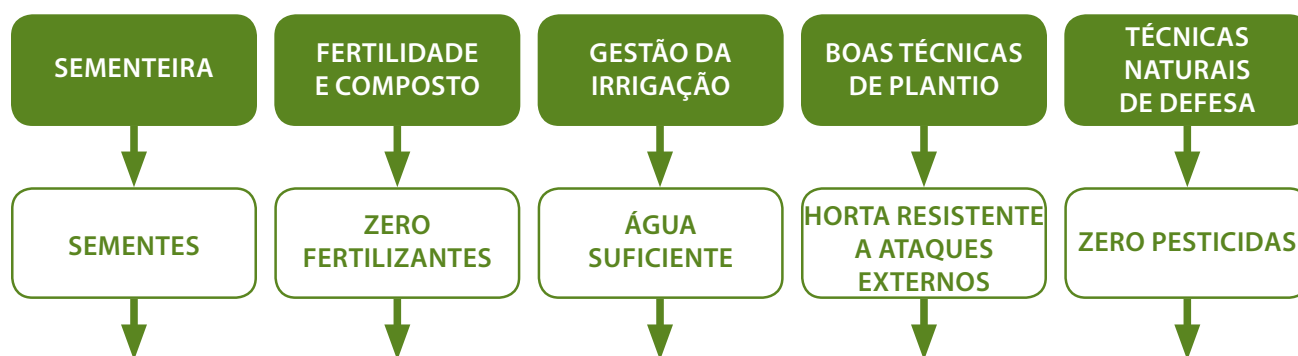 SEMENTEIRA
FERTILIDADE
E COMPOSTO
GESTÃO DA
IRRIGAÇÃO
BOAS TÉCNICAS
DE PLANTIO
TÉCNICAS
NATURAIS
DE DEFESA
SEMENTES
ZERO
FERTILIZANTES
ÁGUA
SUFICIENTE
HORTA RESISTENTE
A ATAQUES
EXTERNOS
ZERO PESTICIDAS